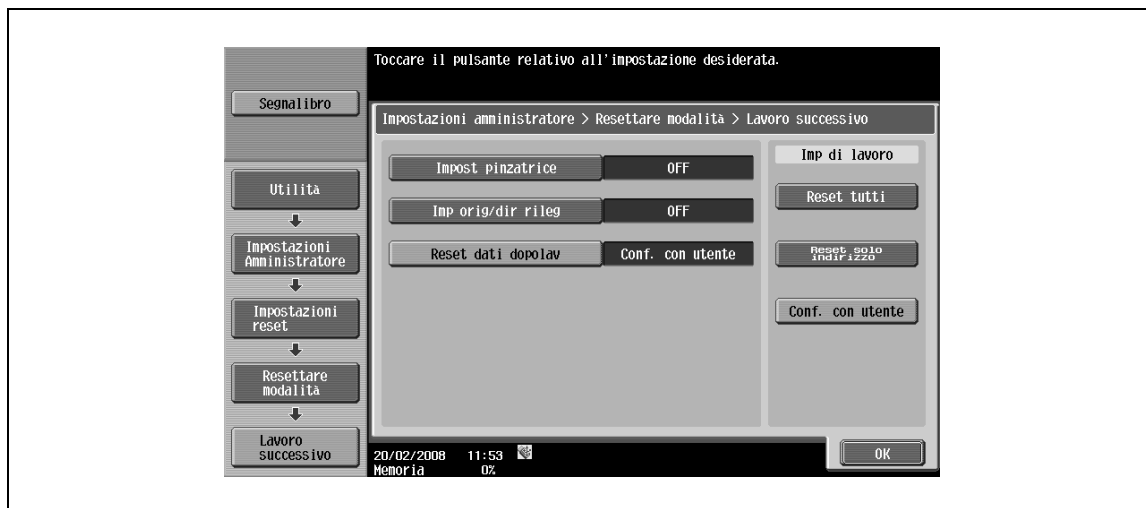 Toccare il pulsante relativo all'impostazione desiderata.
Segnalibro
Impostazioni amministratore > Resettare modalità > Lavoro successivo
Utilità
Impostazioni
Amministratore
Impostazioni
reset
Resettare
modalità
Lavoro
successivo
Impost pinzatrice OFF
Imp orig/dir rileg OFF
Reset dati dopolav Conf. con utente
Imp di lavoro
Reset tutti
Reset solo
indirizzo
Conf. con utente
20/02/2008 11:53
Memoria 0%
OK